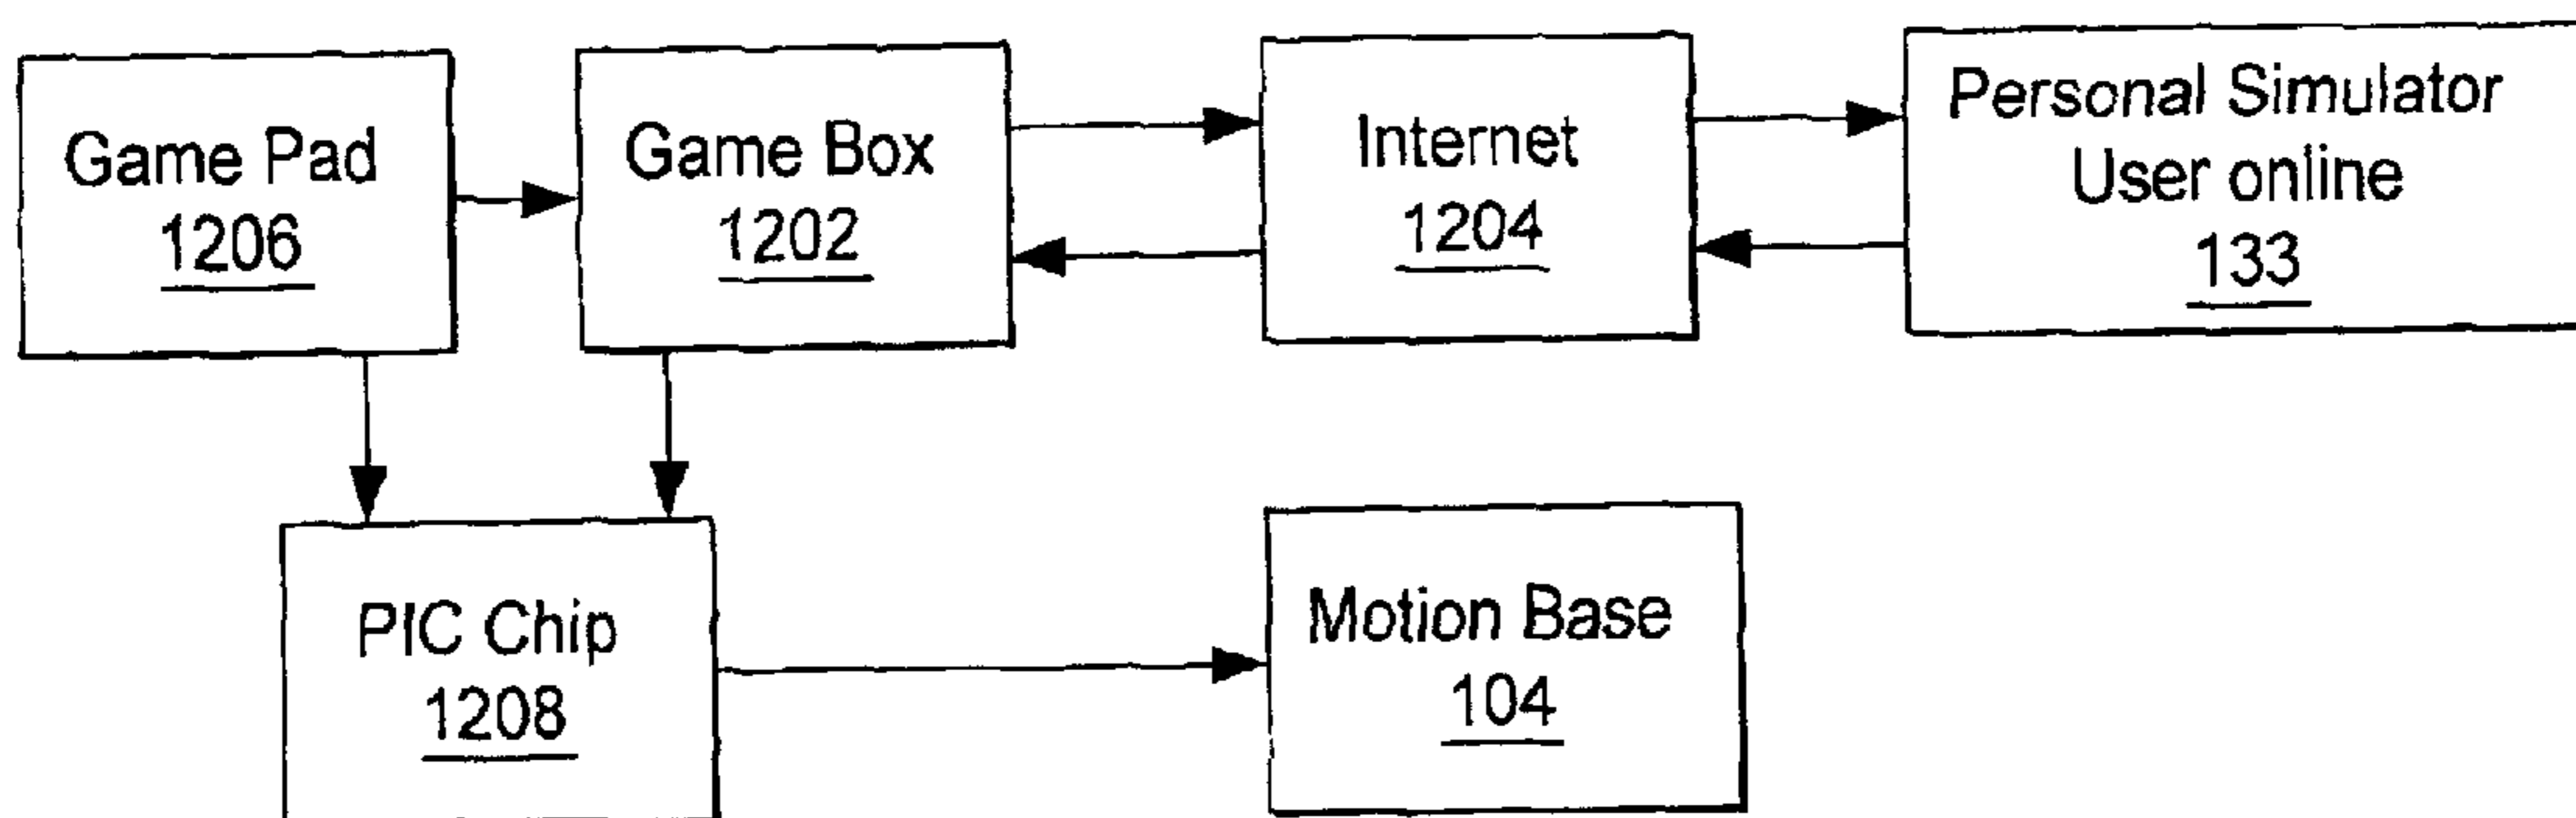 Game Pad
1206
Game Box
1202
Internet
1204
Personal Simulator
User online
133
PIC Chip
1208
Motion Base
104